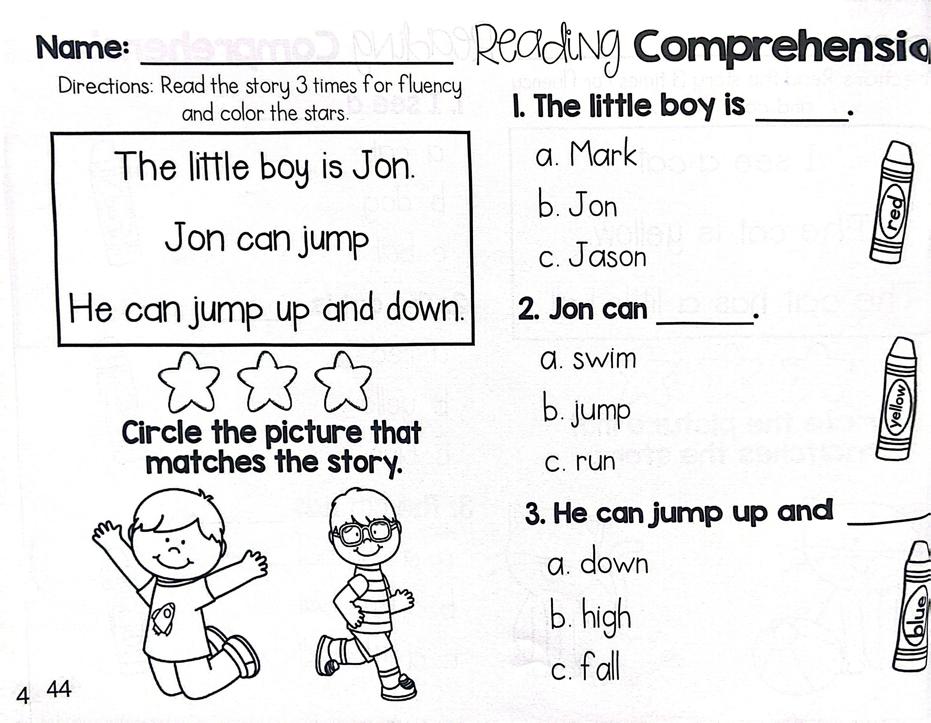 Name:
Directions: Read the story 3 times for fluency
and color the stars.
The little boy is Jon.
Jon can jump
He can jump up and down.
Circle the picture that
matches the story.
4 44
Reading Comprehensio
1. The little boy is ______.
a. Mark
b. Jon
c. Jason
red
2. Jon can ______.
a. swim
b. jump
c. run
yellow
3. He can jump up and ______
a. down
b. high
c. fall
blue